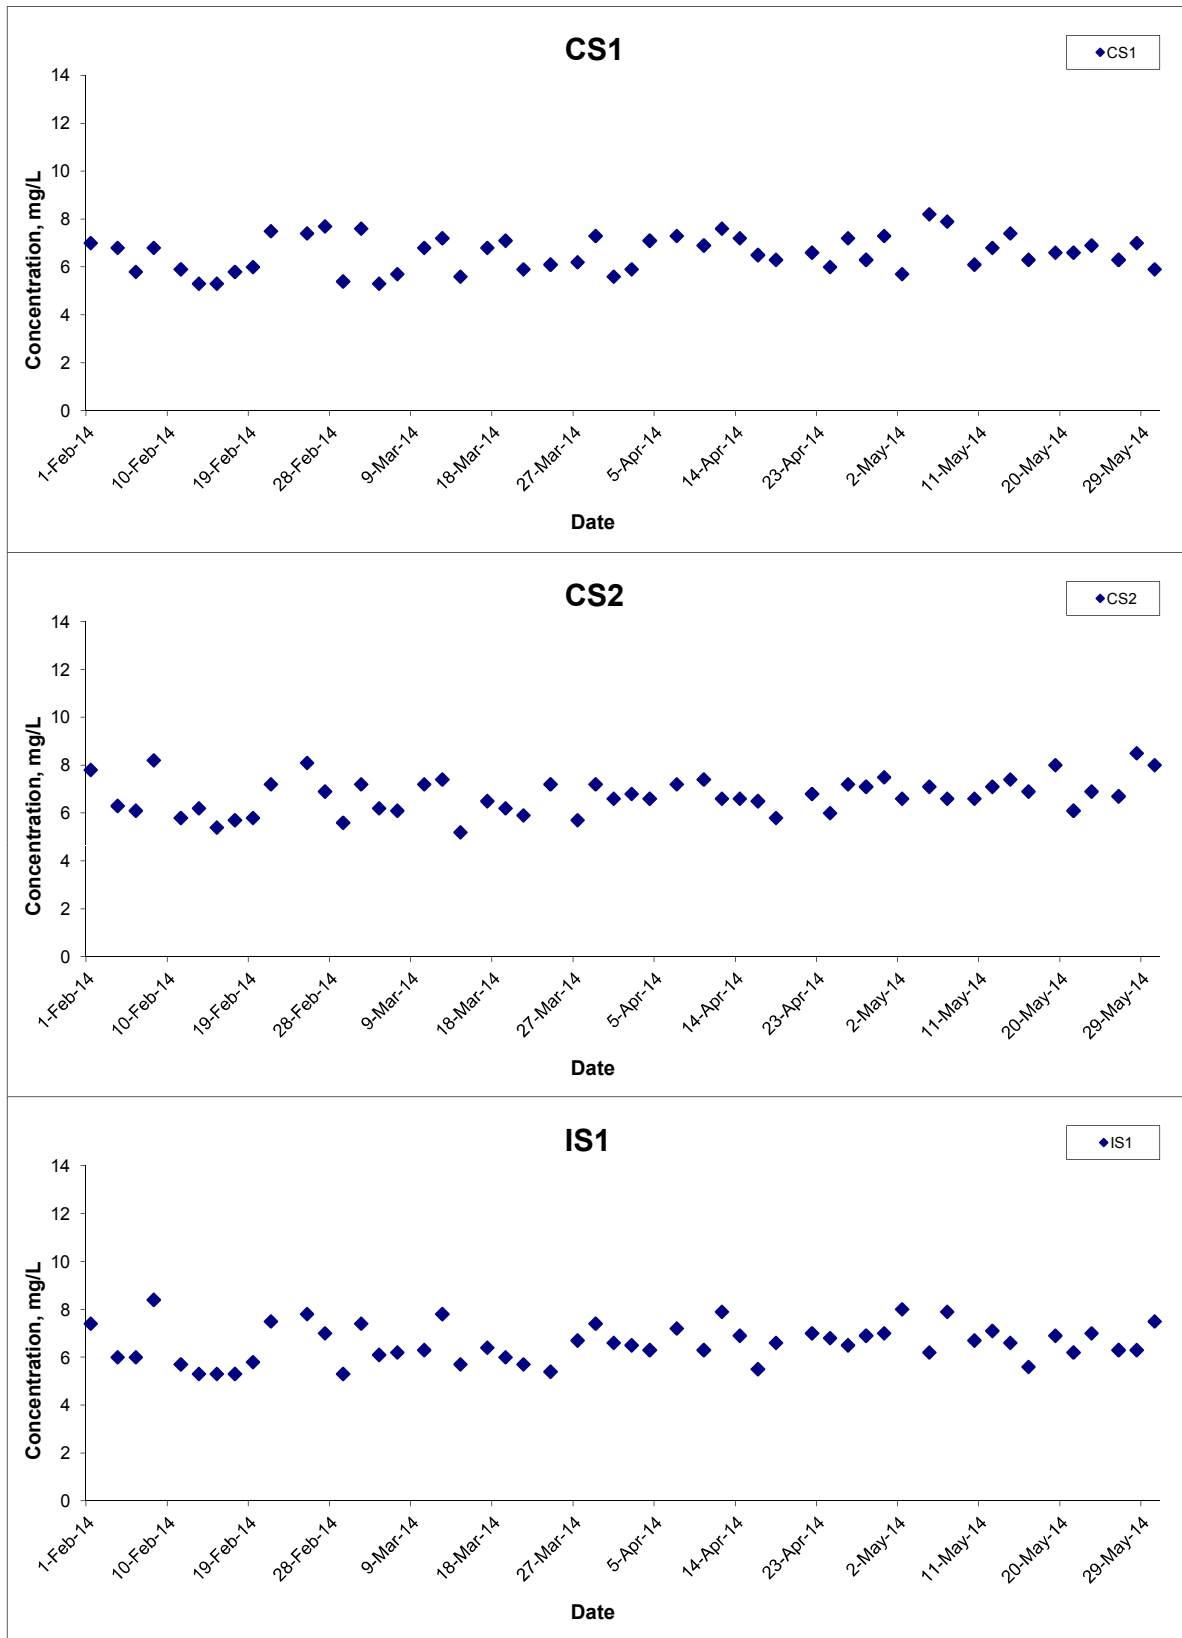 CS1
CS1
14
12
10
8
6
4
2
0
Concentration, mg/L
1-Feb-14
10-Feb-14
19-Feb-14
28-Feb-14
9-Mar-14
18-Mar-14
27-Mar-14
5-Apr-14
14-Apr-14
23-Apr-14
2-May-14
11-May-14
20-May-14
29-May-14
Date
CS2
CS2
14
12
10
8
6
4
2
0
Concentration, mg/L
1-Feb-14
10-Feb-14
19-Feb-14
28-Feb-14
9-Mar-14
18-Mar-14
27-Mar-14
5-Apr-14
14-Apr-14
23-Apr-14
2-May-14
11-May-14
20-May-14
29-May-14
Date
IS1
IS1
14
12
10
8
6
4
2
0
Concentration, mg/L
1-Feb-14
10-Feb-14
19-Feb-14
28-Feb-14
9-Mar-14
18-Mar-14
27-Mar-14
5-Apr-14
14-Apr-14
23-Apr-14
2-May-14
11-May-14
20-May-14
29-May-14
Date